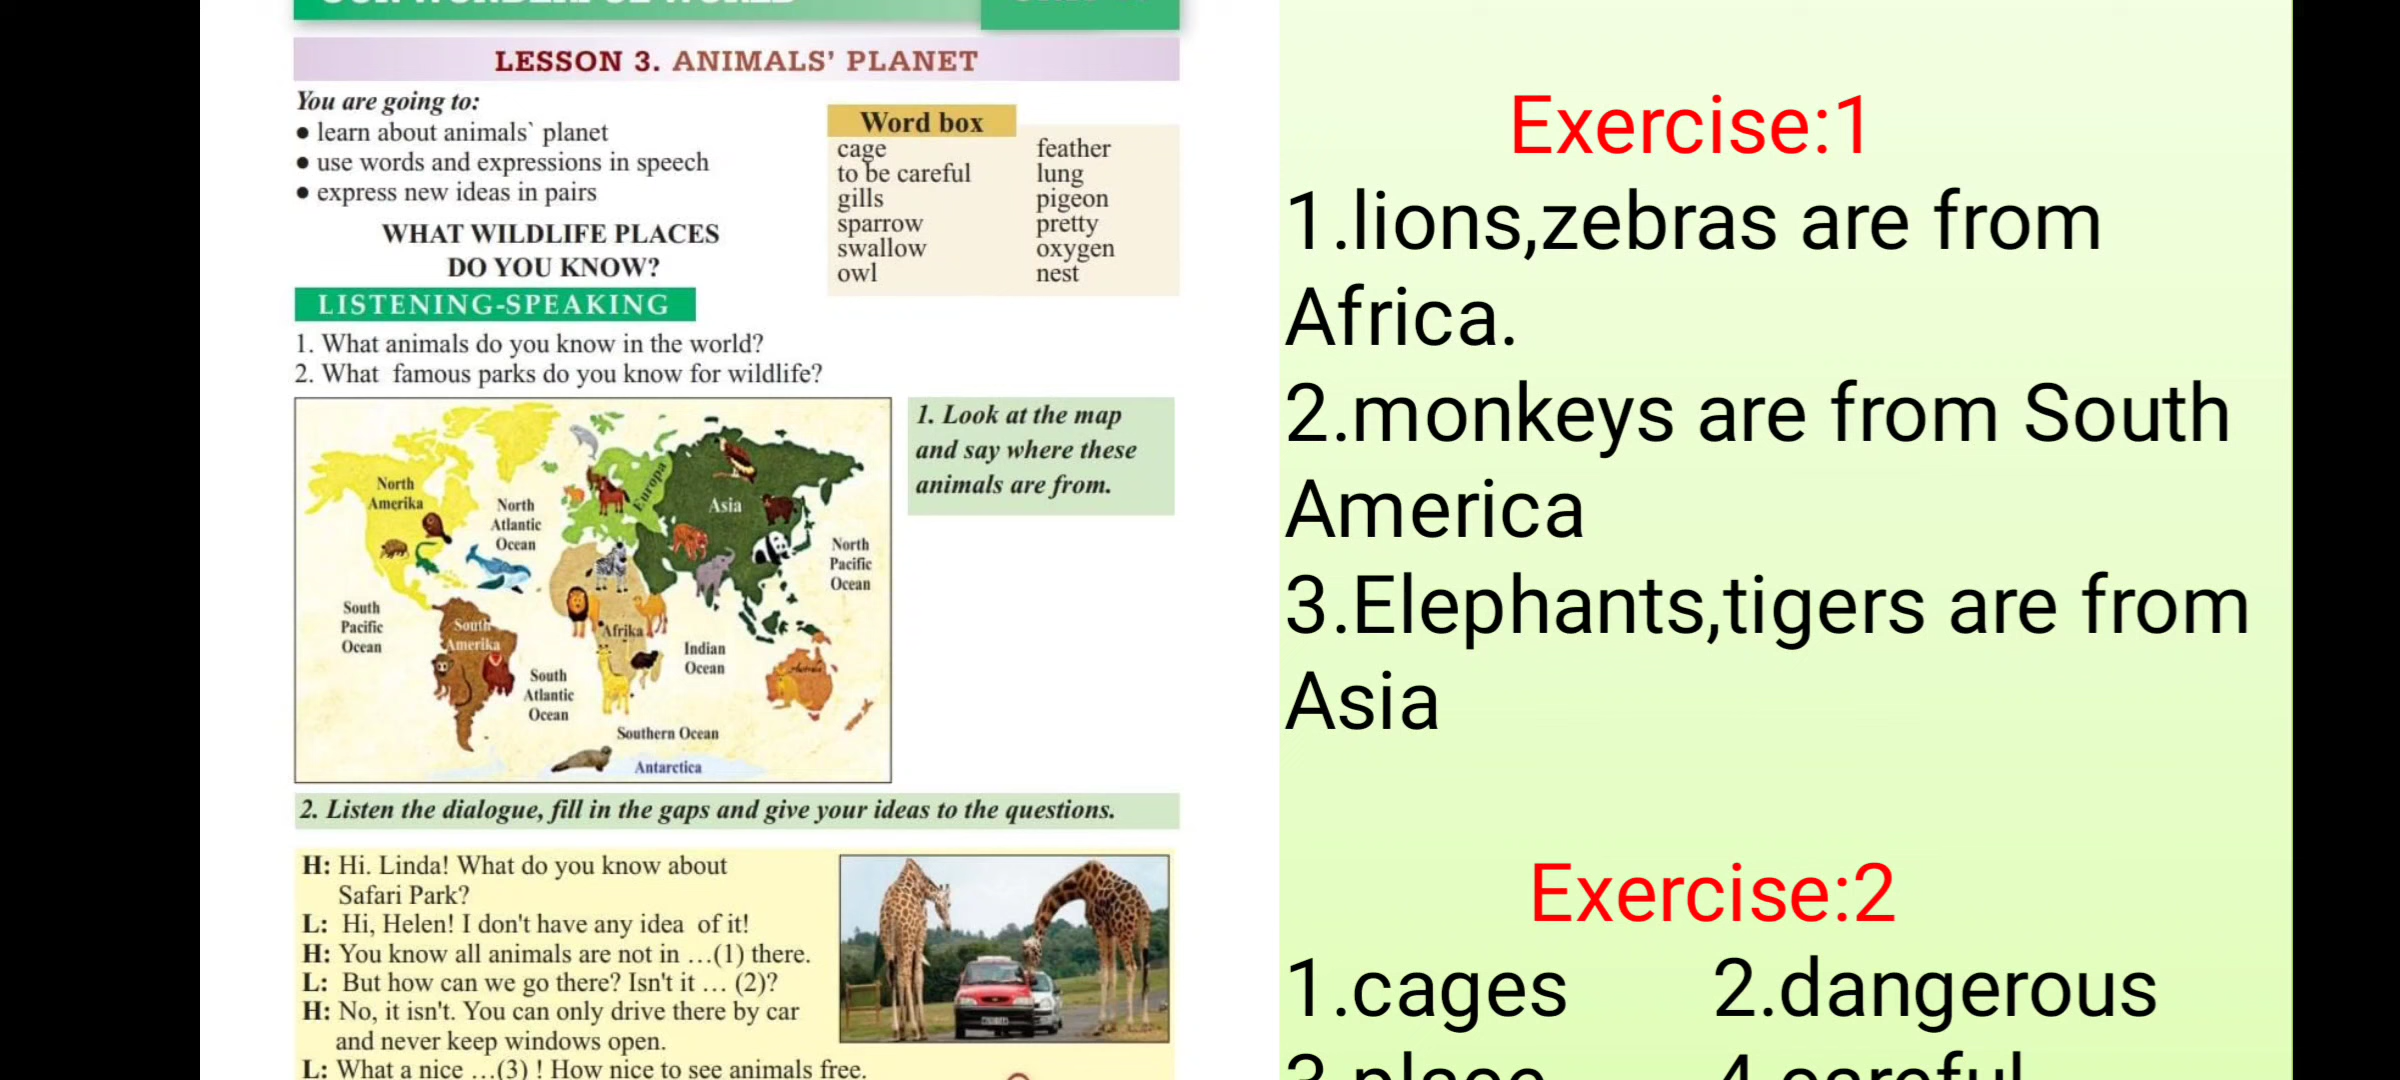 LESSON 3. ANIMALS' PLANET
You are going to:
● learn about animals` planet
● use words and expressions in speech
● express new ideas in pairs
WHAT WILDLIFE PLACES
DO YOU KNOW?
Word box
cage
to be careful
gills
sparrow
swallow
owl
feather
lung
pigeon
pretty
oxygen
nest
LISTENING-SPEAKING
1. What animals do you know in the world?
2. What famous parks do you know for wildlife?
North
Amerika
North
Atlantic
Ocean
Europa
Asia
North
Pacific
Ocean
South
Pacific
Ocean
South
Amerika
Afrika
Indian
Ocean
South
Atlantic
Ocean
Southern Ocean
Antarctica
1. Look at the map
and say where these
animals are from.
2. Listen the dialogue, fill in the gaps and give your ideas to the questions.
H: Hi. Linda! What do you know about
Safari Park?
L: Hi, Helen! I don't have any idea of it!
H: You know all animals are not in …(1) there.
L: But how can we go there? Isn't it … (2)?
H: No, it isn't. You can only drive there by car
and never keep windows open.
L: What a nice …(3) ! How nice to see animals free.
Exercise:1
1.lions,zebras are from
Africa.
2.monkeys are from South
America
3.Elephants,tigers are from
Asia
Exercise:2
1.cages 2.dangerous
3.place 4.careful